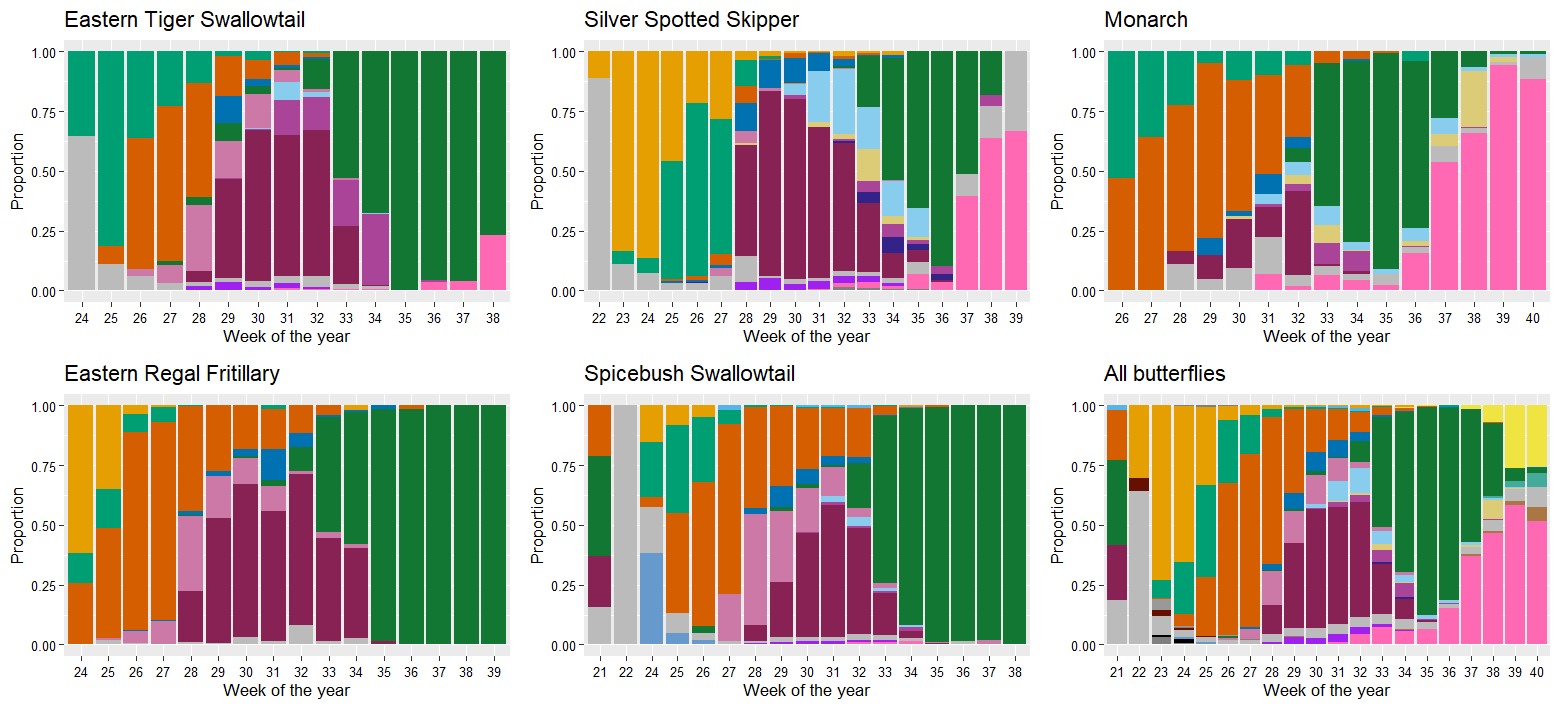 Eastern Tiger Swallowtail
Proportion
1.00
0.75
0.50
0.25
0.00
24 25 26 27 28 29 30 31 32 33 34 35 36 37 38
Week of the year
Silver Spotted Skipper
Proportion
1.00
0.75
0.50
0.25
0.00
22 23 24 25 26 27 28 29 30 31 32 33 34 35 36 37 38 39
Week of the year
Monarch
Proportion
1.00
0.75
0.50
0.25
0.00
26 27 28 29 30 31 32 33 34 35 36 37 38 39 40
Week of the year
Eastern Regal Fritillary
Proportion
1.00
0.75
0.50
0.25
0.00
24 25 26 27 28 29 30 31 32 33 34 35 36 37 39
Week of the year
Spicebush Swallowtail
Proportion
1.00
0.75
0.50
0.25
0.00
21 22 24 25 26 27 28 29 30 31 32 33 34 35 36 37 38
Week of the year
All butterflies
Proportion
1.00
0.75
0.50
0.25
0.00
21 22 23 24 25 26 27 28 29 30 31 32 33 34 35 36 37 38 39 40
Week of the year